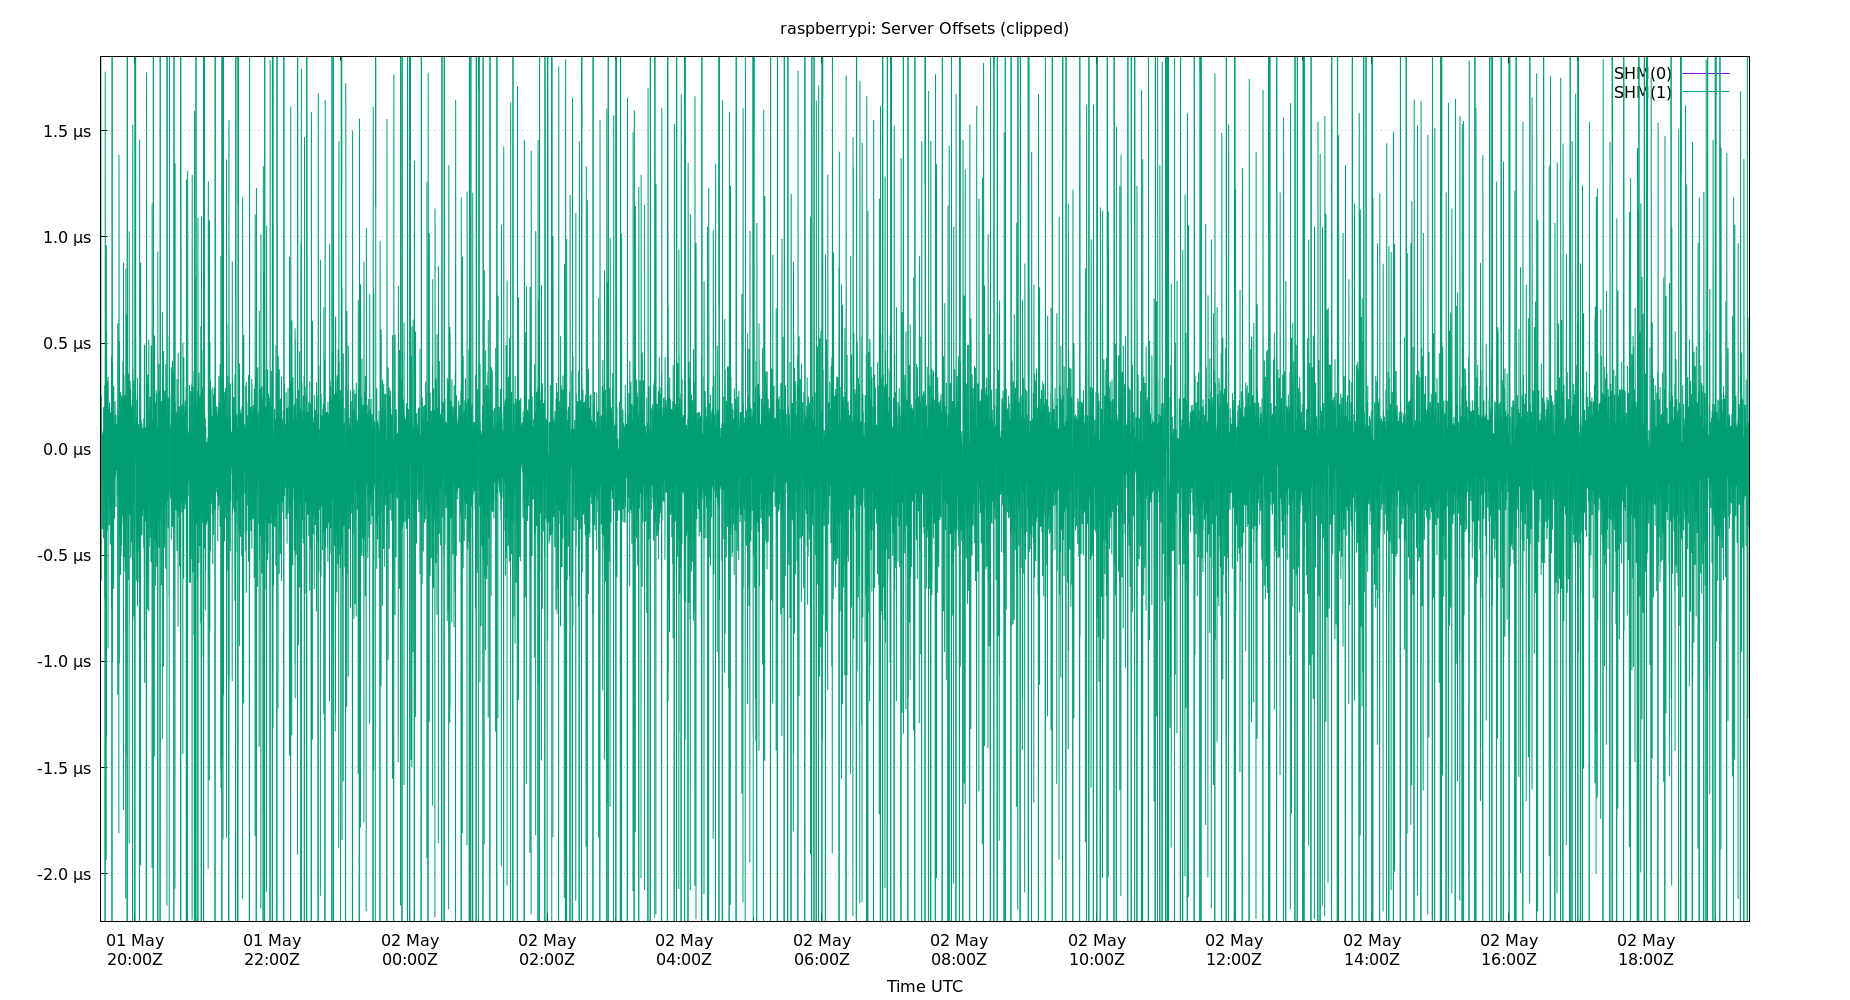 raspberrypi: Server Offsets (clipped)
SHM(0)
SHM(1)
1.5 µs
1.0 µs
0.5 µs
0.0 µs
-0.5 µs
-1.0 µs
-1.5 µs
-2.0 µs
01 May 01 May 02 May 02 May 02 May 02 May 02 May 02 May 02 May 02 May 02 May 02 May
20:00Z 22:00Z 00:00Z 02:00Z 04:00Z 06:00Z 08:00Z 10:00Z 12:00Z 14:00Z 16:00Z 18:00Z
Time UTC